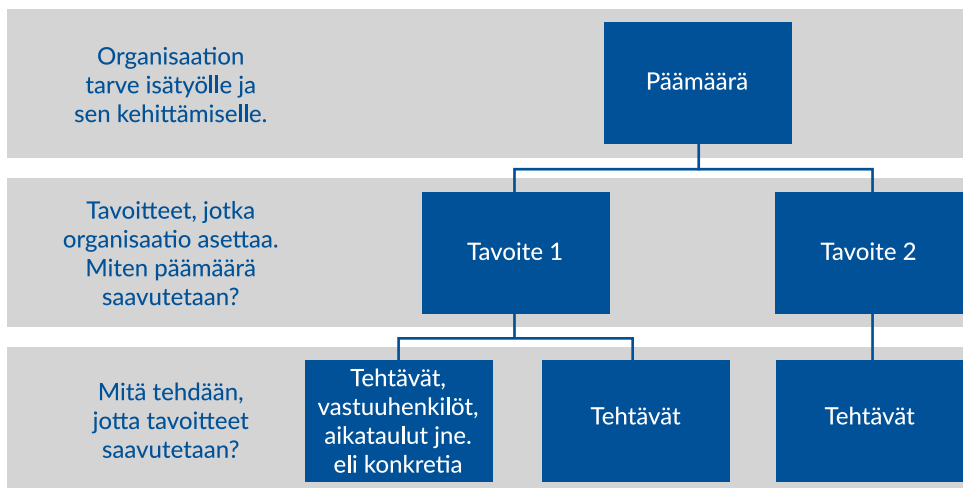 Organisaation
tarve isätyölle ja
sen kehittämiselle.
Päämäärä
Tavoitteet, jotka
organisaatio asettaa.
Miten päämäärä
saavutetaan?
Tavoite 1
Tavoite 2
Mitä tehdään,
jotta tavoitteet
saavutetaan?
Tehtävät,
vastuuhenkilöt,
aikataulut jne.
eli konkretia
Tehtävät
Tehtävät